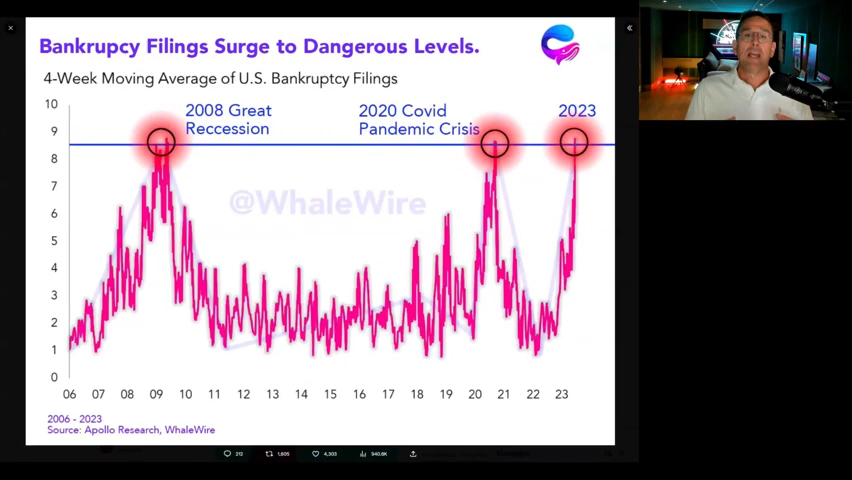 Bankrupcy Filings Surge to Dangerous Levels.
4-Week Moving Average of U.S. Bankruptcy Filings
10
9
8
7
6
5
4
3
2
1
0
2008 Great
Reccession
2020 Covid
Pandemic Crisis
2023
@WhaleWire
06 07 08 09 10 11 12 13 14 15 16 17 18 19 20 21 22 23
2006 - 2023
Source: Apollo Research, WhaleWire
212 1,605 4,303 940.6K